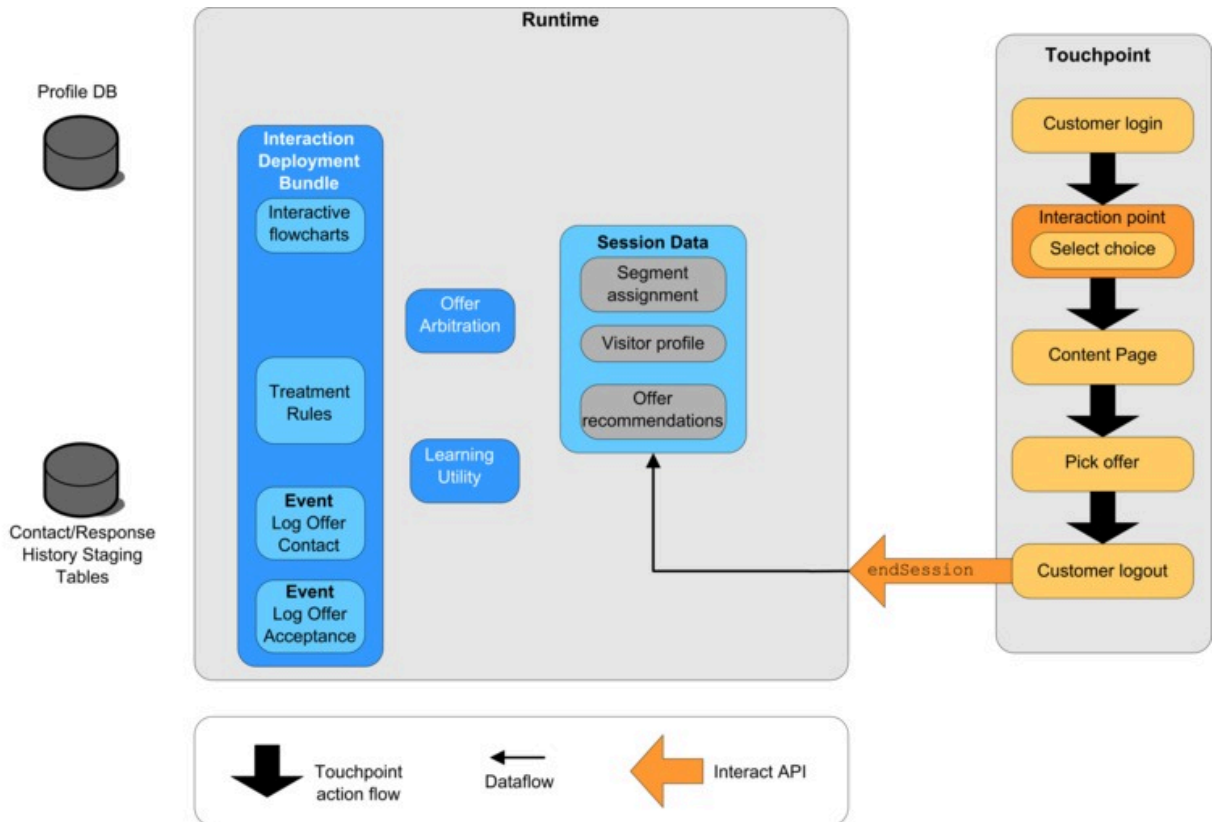 Runtime
Touchpoint
Profile DB
Interaction
Deployment
Bundle
Interactive
flowcharts
Treatment
Rules
Event
Log Offer
Contact
Event
Log Offer
Acceptance
Offer
Arbitration
Learning
Utility
Session Data
Segment
assignment
Visitor profile
Offer
recommendations
Customer login
Interaction point
Select choice
Content Page
Pick offer
Customer logout
endSession
Contact/Response
History Staging
Tables
Touchpoint
action flow
Dataflow
Interact API